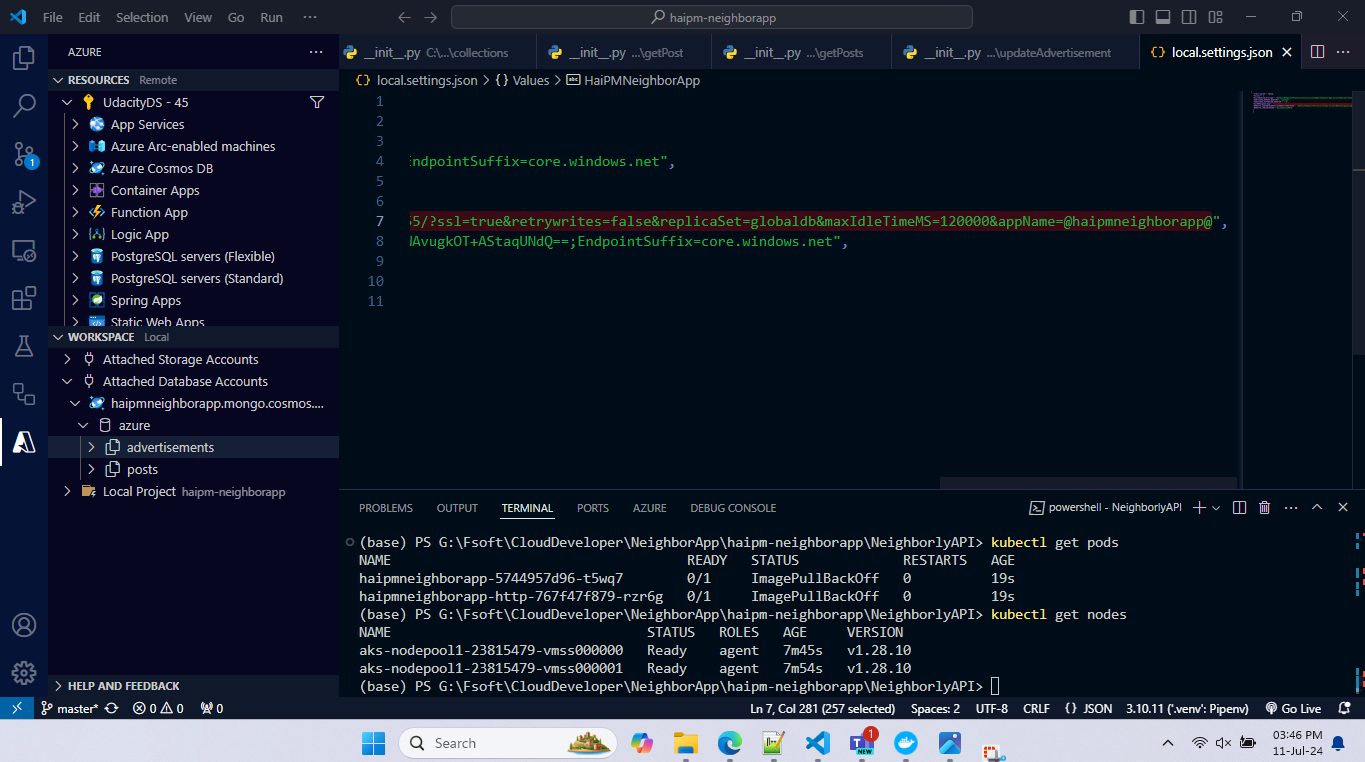 File Edit Selection View Go Run ··· haipm-neighborapp
AZURE ···
RESOURCES Remote
UdacityDS - 45
App Services
Azure Arc-enabled machines
Azure Cosmos DB
Container Apps
Function App
Logic App
PostgreSQL servers (Flexible)
PostgreSQL servers (Standard)
Spring Apps
Static Web Apps
WORKSPACE Local
Attached Storage Accounts
Attached Database Accounts
haipmneighborapp.mongo.cosmos....
azure
advertisements
posts
Local Project haipm-neighborapp
HELP AND FEEDBACK
__init__.py C:\...\collections __init__.py ...\getPost __init__.py ...\getPosts __init__.py ...\updateAdvertisement {} local.settings.json
{} local.settings.json > {} Values > abc HaiPMNeighborApp
1
2
3
4 EndpointSuffix=core.windows.net",
5
6
7 55/?ssl=true&retrywrites=false&replicaSet=globaldb&maxIdleTimeMS=120000&appName=@haipmneighborapp@",
8 AvugkOT+AStaqUNdQ==;EndpointSuffix=core.windows.net",
9
10
11
PROBLEMS OUTPUT TERMINAL PORTS AZURE DEBUG CONSOLE powershell - NeighborlyAPI
(base) PS G:\Fsoft\CloudDeveloper\NeighborApp\haipm-neighborapp\NeighborlyAPI> kubectl get pods
NAME READY STATUS RESTARTS AGE
haipmneighborapp-5744957d96-t5wq7 0/1 ImagePullBackOff 0 19s
haipmneighborapp-http-767f47f879-rzr6g 0/1 ImagePullBackOff 0 19s
(base) PS G:\Fsoft\CloudDeveloper\NeighborApp\haipm-neighborapp\NeighborlyAPI> kubectl get nodes
NAME STATUS ROLES AGE VERSION
aks-nodepool1-23815479-vmss000000 Ready agent 7m45s v1.28.10
aks-nodepool1-23815479-vmss000001 Ready agent 7m54s v1.28.10
(base) PS G:\Fsoft\CloudDeveloper\NeighborApp\haipm-neighborapp\NeighborlyAPI>
master* 0 0 0 Ln 7, Col 281 (257 selected) Spaces: 2 UTF-8 CRLF {} JSON 3.10.11 ('.venv': Pipenv) Go Live
Search 1 NEW 03:46 PM
11-Jul-24